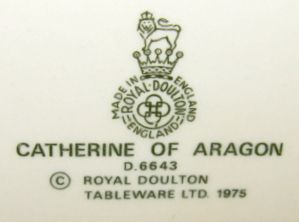 MADE IN ENGLAND
ROYAL DOULTON
ENGLAND
CATHERINE OF ARAGON
D.6643
© ROYAL DOULTON
TABLEWARE LTD. 1975